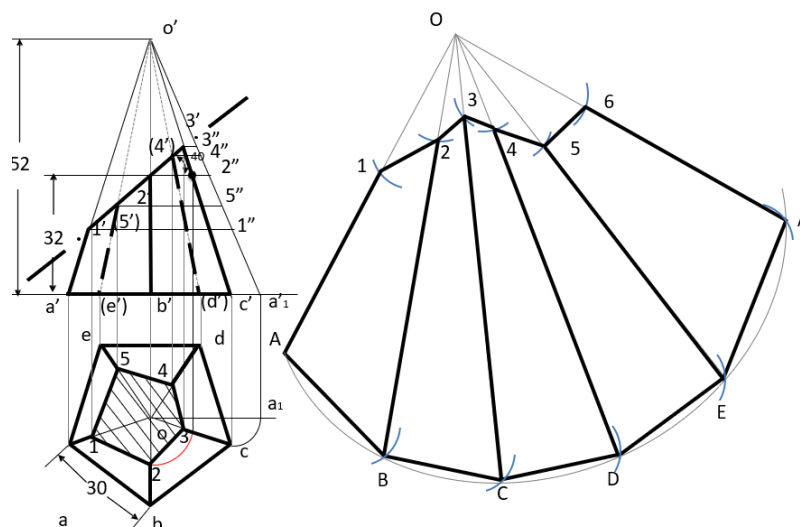 o’
O
3’
3”
(4’)
40
4”
2”
52
2’
5”
(5’)
1’
1”
32
a’
(e’)
b’
(d’)
c’
a’₁
e
d
5
4
a₁
o
1
3
2
c
30
a
b
6
3
2
4
5
1
A
A
E
B
C
D